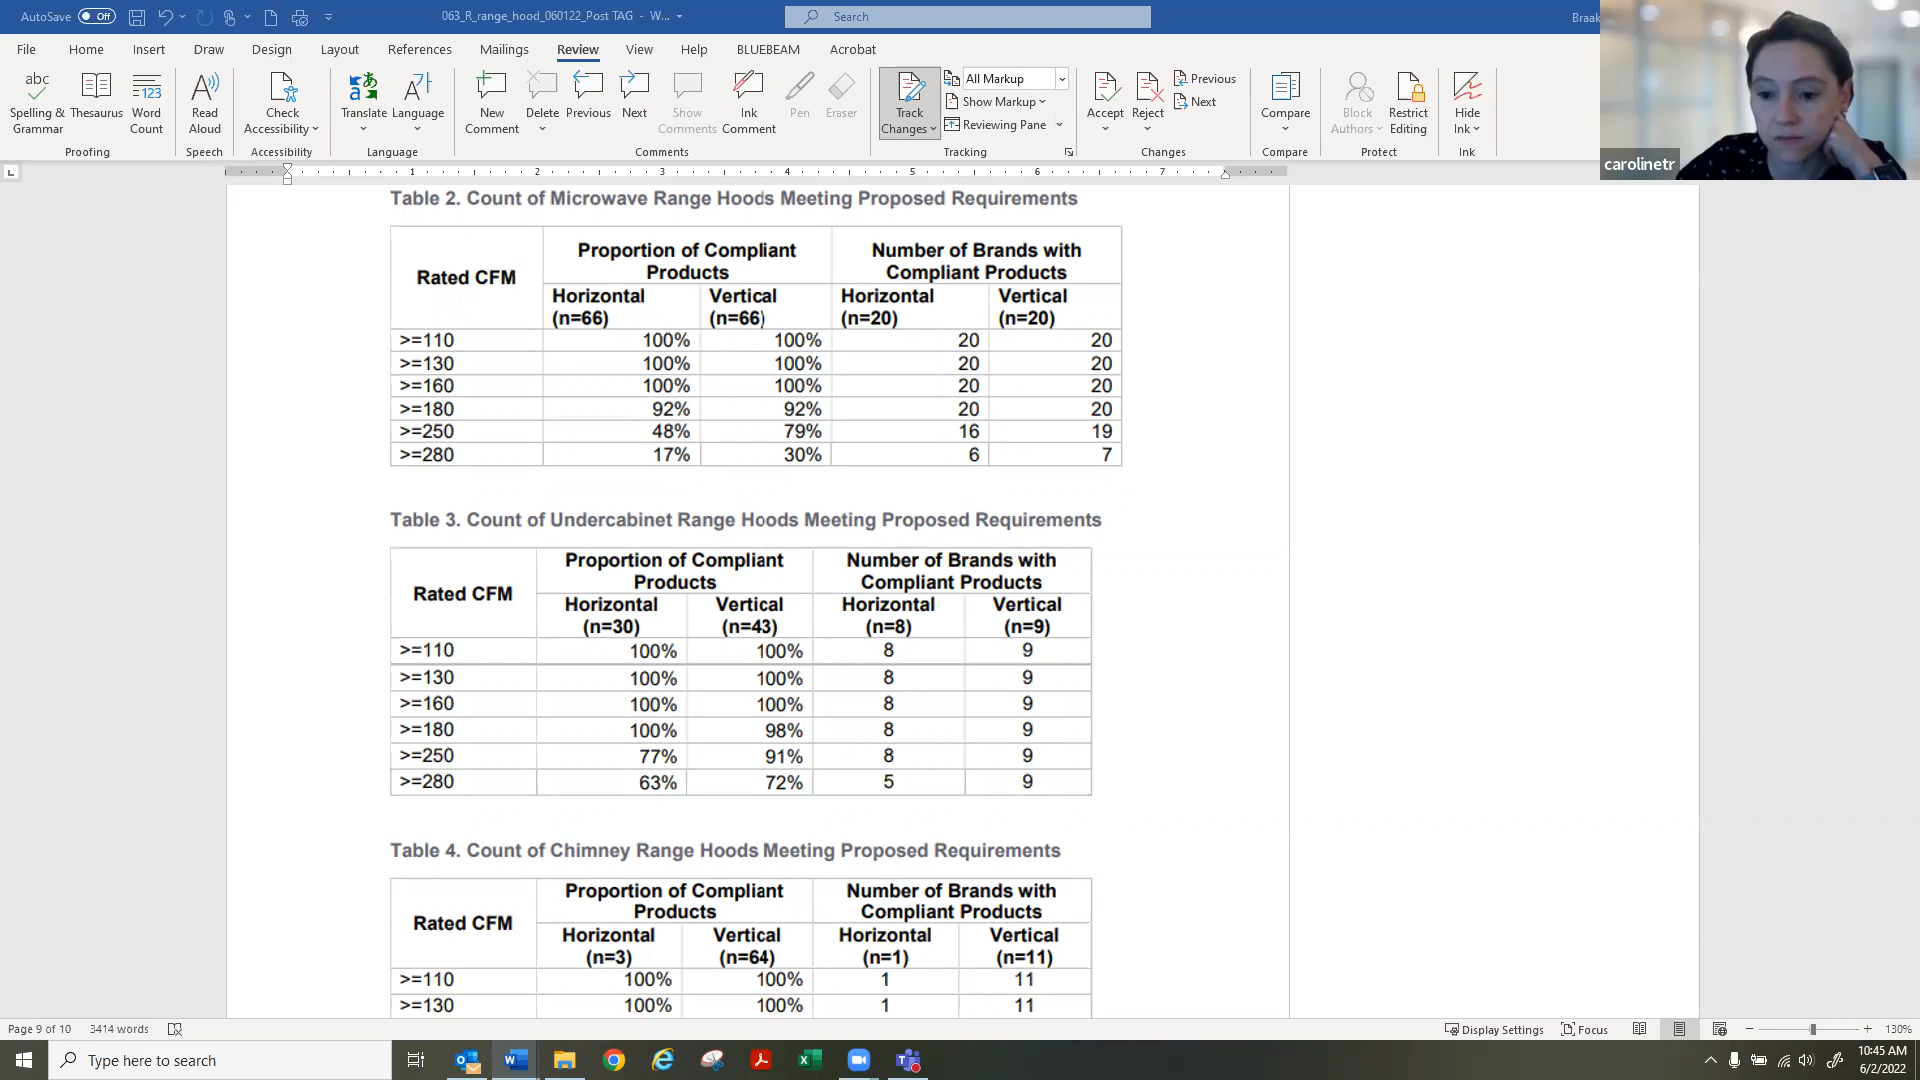 AutoSave Off 063_R_range_hood_060122_Post TAG - W... Search Braak
File Home Insert Draw Design Layout References Mailings Review View Help BLUEBEAM Acrobat
abc Spelling & Grammar Thesaurus 123 Word Count Read Aloud Check Accessibility Translate Language New Comment Delete Previous Next Show Comments Ink Comment Pen Eraser Track Changes All Markup Show Markup Reviewing Pane Accept Reject Previous Next Compare Block Authors Restrict Editing Hide Ink
Proofing Speech Accessibility Language Comments Tracking Changes Compare Protect Ink
carolinetr
1 2 3 4 5 6 7
Table 2. Count of Microwave Range Hoods Meeting Proposed Requirements
Rated CFM Proportion of Compliant Products Number of Brands with Compliant Products
Horizontal (n=66) Vertical (n=66) Horizontal (n=20) Vertical (n=20)
>=110 100% 100% 20 20
>=130 100% 100% 20 20
>=160 100% 100% 20 20
>=180 92% 92% 20 20
>=250 48% 79% 16 19
>=280 17% 30% 6 7
Table 3. Count of Undercabinet Range Hoods Meeting Proposed Requirements
Rated CFM Proportion of Compliant Products Number of Brands with Compliant Products
Horizontal (n=30) Vertical (n=43) Horizontal (n=8) Vertical (n=9)
>=110 100% 100% 8 9
>=130 100% 100% 8 9
>=160 100% 100% 8 9
>=180 100% 98% 8 9
>=250 77% 91% 8 9
>=280 63% 72% 5 9
Table 4. Count of Chimney Range Hoods Meeting Proposed Requirements
Rated CFM Proportion of Compliant Products Number of Brands with Compliant Products
Horizontal (n=3) Vertical (n=64) Horizontal (n=1) Vertical (n=11)
>=110 100% 100% 1 11
>=130 100% 100% 1 11
Page 9 of 10 3414 words Display Settings Focus 130%
Type here to search 10:45 AM
6/2/2022